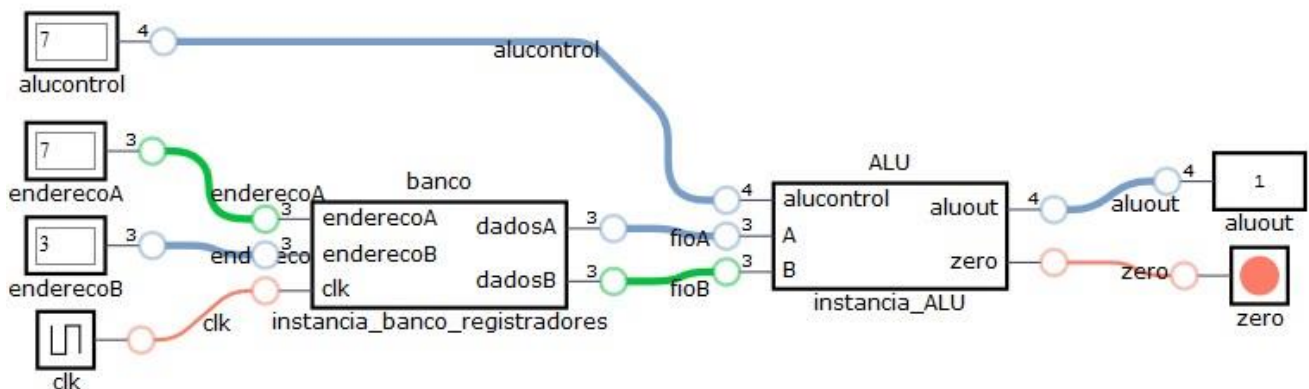 7
4
alucontrol
alucontrol
7
3
enderecoA
enderecoA
3
3
3
enderecoB
3
clk
clk
banco
enderecoA
enderecoB
clk
dadosA
dadosB
instancia_banco_registradores
3
3
fioA
fioB
4
3
3
ALU
alucontrol
A
B
aluout
zero
instancia_ALU
4
aluout
4
1
aluout
zero
zero